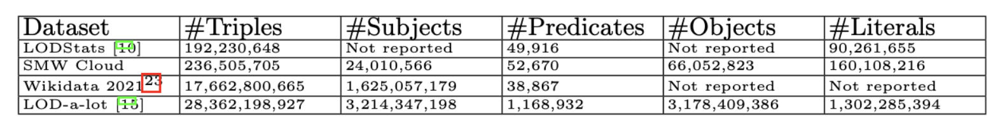 Dataset #Triples #Subjects #Predicates #Objects #Literals
LODStats [10] 192,230,648 Not reported 49,916 Not reported 90,261,655
SMW Cloud 236,505,705 24,010,566 52,670 66,052,823 160,108,216
Wikidata 2021 23 17,662,800,665 1,625,057,179 38,867 Not reported Not reported
LOD-a-lot [15] 28,362,198,927 3,214,347,198 1,168,932 3,178,409,386 1,302,285,394